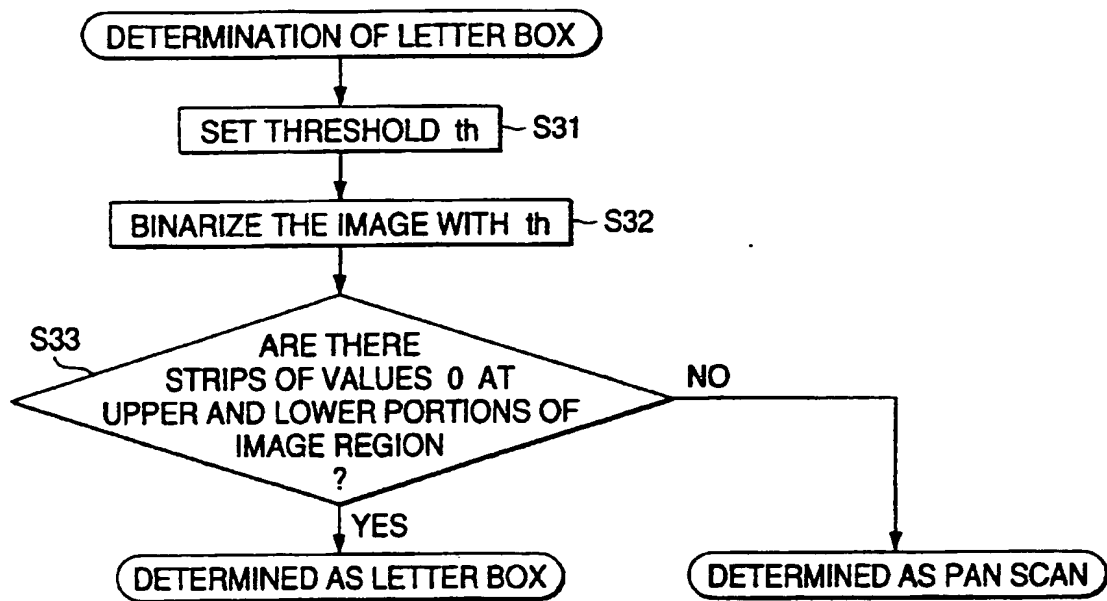 DETERMINATION OF LETTER BOX
SET THRESHOLD th
S31
BINARIZE THE IMAGE WITH th
S32
S33
ARE THERE
STRIPS OF VALUES 0 AT
UPPER AND LOWER PORTIONS OF
IMAGE REGION
?
NO
YES
DETERMINED AS LETTER BOX
DETERMINED AS PAN SCAN